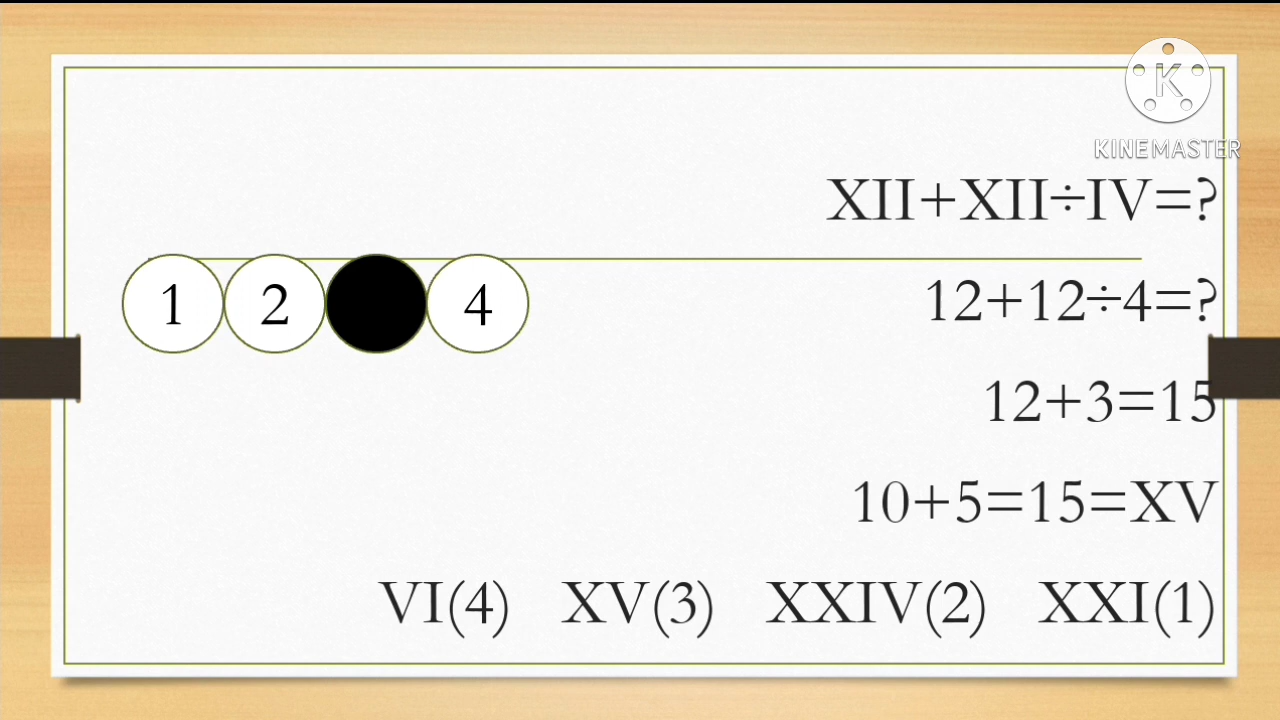 K
KINEMASTER
XII+XII÷IV=?
12+12÷4=?
1 2 4
12+3=15
10+5=15=XV
VI(4) XV(3) XXIV(2) XXI(1)